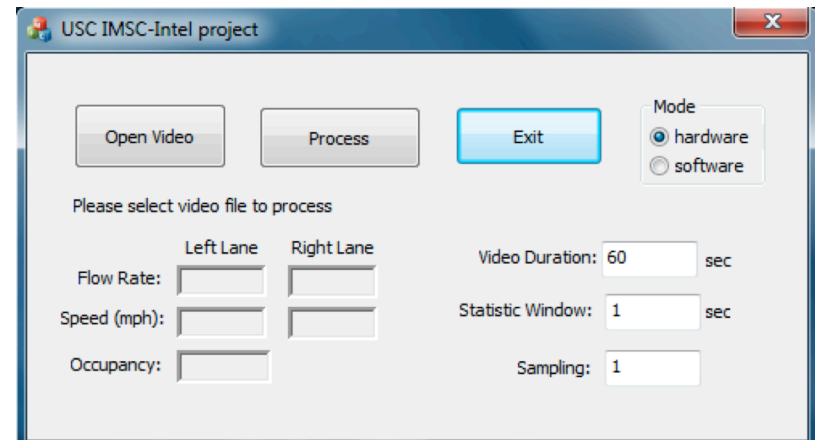 USC IMSC-Intel project
Open Video
Process
Exit
Mode
hardware
software
Please select video file to process
Left Lane Right Lane
Flow Rate:
Speed (mph):
Occupancy:
Video Duration: 60 sec
Statistic Window: 1 sec
Sampling: 1